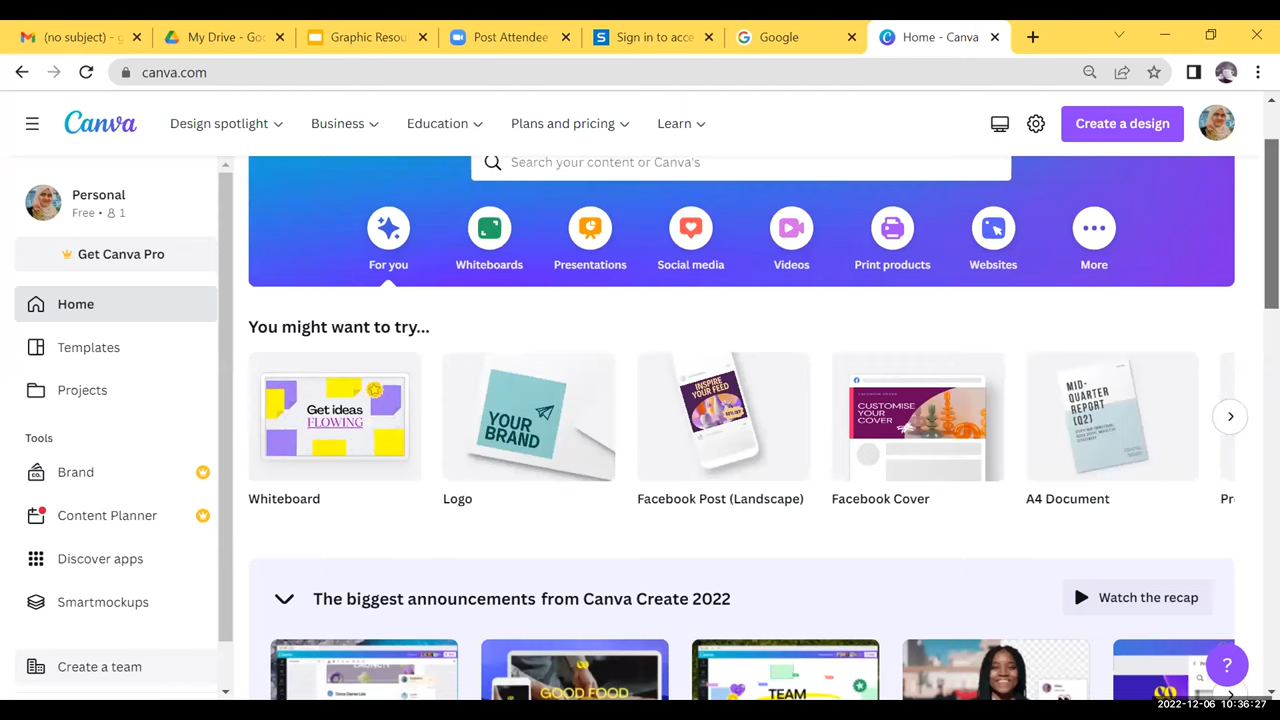 (no subject) - g
My Drive - Goo
Graphic Resou
Post Attendee
Sign in to acce
Google
Home - Canva
canva.com
Canva
Design spotlight
Business
Education
Plans and pricing
Learn
Create a design
Search your content or Canva's
Personal
Free • 1
Get Canva Pro
Home
Templates
Projects
Tools
Brand
Content Planner
Discover apps
Smartmockups
Create a team
For you
Whiteboards
Presentations
Social media
Videos
Print products
Websites
More
You might want to try...
Get ideas
FLOWING
YOUR
BRAND
INSPIRE
YOUR FEED
CUSTOMISE
YOUR
COVER
MID-
QUARTER
REPORT
(Q2)
Whiteboard
Logo
Facebook Post (Landscape)
Facebook Cover
A4 Document
Pr
The biggest announcements from Canva Create 2022
Watch the recap
GOOD FOOD
TEAM
?
2022-12-06 10:36:27